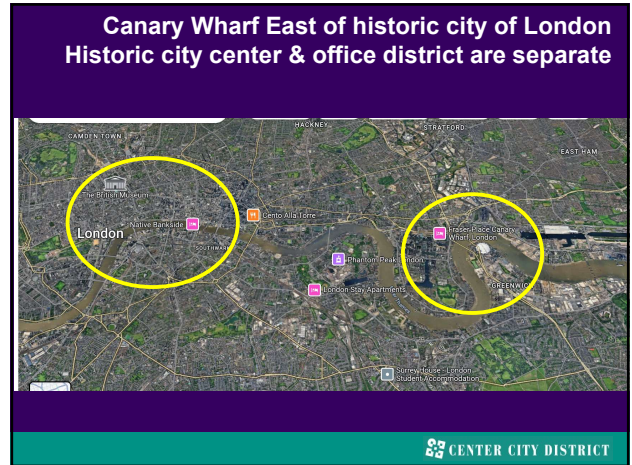 Canary Wharf East of historic city of London
Historic city center & office district are separate
HACKNEY
STRATFORD
CAMDEN TOWN
EAST HAM
The British Museum
Cento Alla Torre
Native Bankside
Fraser Place Canary
Wharf, London
London
SOUTHWARK
Phantom Peak London
GREENWICH
London Stay Apartments
Surrey House - London
Student Accommodation
CENTER CITY DISTRICT